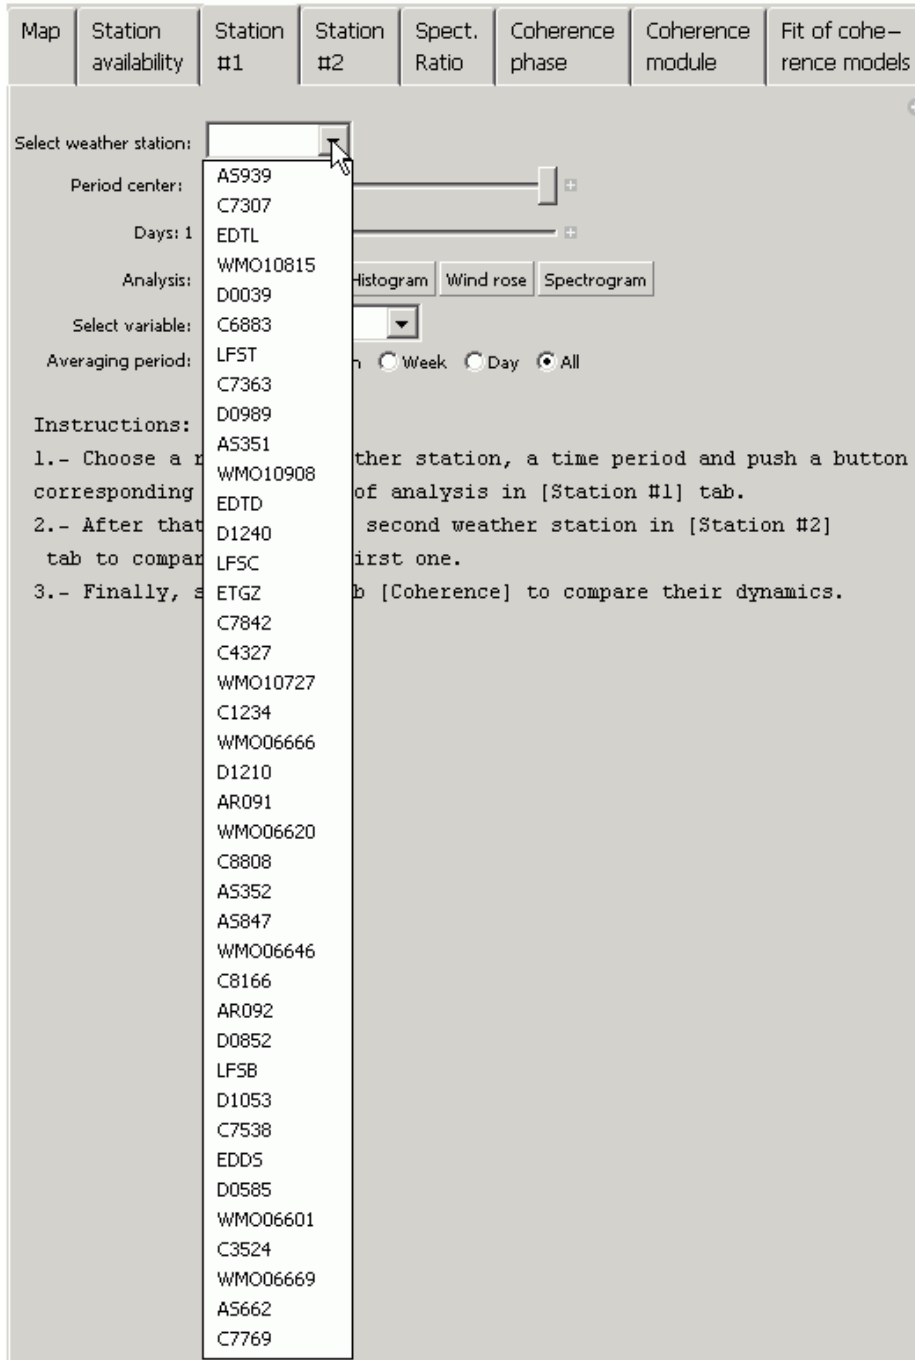 Map
Station
availability
Station
#1
Station
#2
Spect.
Ratio
Coherence
phase
Coherence
module
Fit of cohe-
rence models
Select weather station:
Period center:
Days: 1
Analysis:
Histogram
Wind rose
Spectrogram
Select variable:
Averaging period:
Week
Day
All
AS939
C7307
EDTL
WMO10815
D0039
C6883
LFST
C7363
D0989
AS351
WMO10908
EDTD
D1240
LFSC
ETGZ
C7842
C4327
WMO10727
C1234
WMO06666
D1210
AR091
WMO06620
C8808
AS352
AS847
WMO06646
C8166
AR092
D0852
LFSB
D1053
C7538
EDDS
D0585
WMO06601
C3524
WMO06669
AS662
C7769
Instructions:
1.- Choose a ther station, a time period and push a button
corresponding of analysis in [Station #1] tab.
2.- After that second weather station in [Station #2]
tab to compar irst one.
3.- Finally, [Coherence] to compare their dynamics.